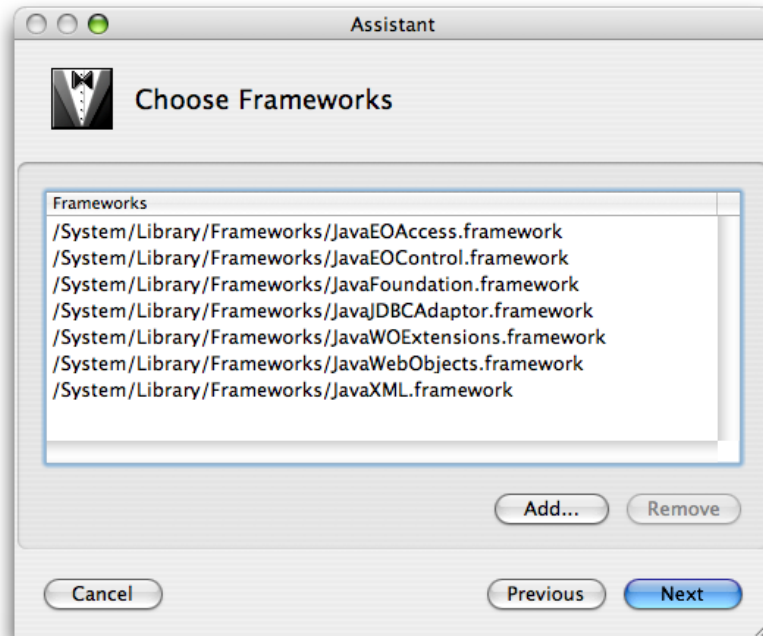 Assistant
Choose Frameworks
Frameworks
/System/Library/Frameworks/JavaEOAccess.framework
/System/Library/Frameworks/JavaEOControl.framework
/System/Library/Frameworks/JavaFoundation.framework
/System/Library/Frameworks/JavaJDBCAdaptor.framework
/System/Library/Frameworks/JavaWOExtensions.framework
/System/Library/Frameworks/JavaWebObjects.framework
/System/Library/Frameworks/JavaXML.framework
Add... Remove
Cancel Previous Next